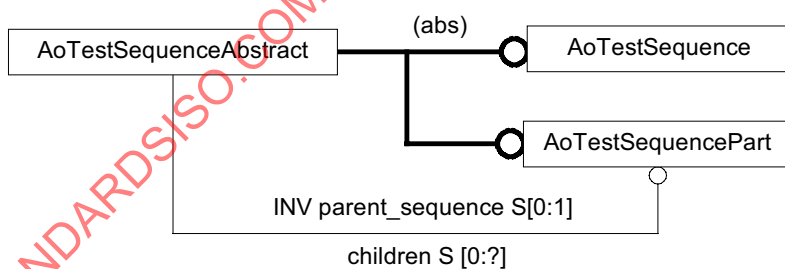 (abs)
AoTestSequenceAbstract
AoTestSequence
AoTestSequencePart
INV parent_sequence S[0:1]
children S [0:?]
NDARDSISO.COM